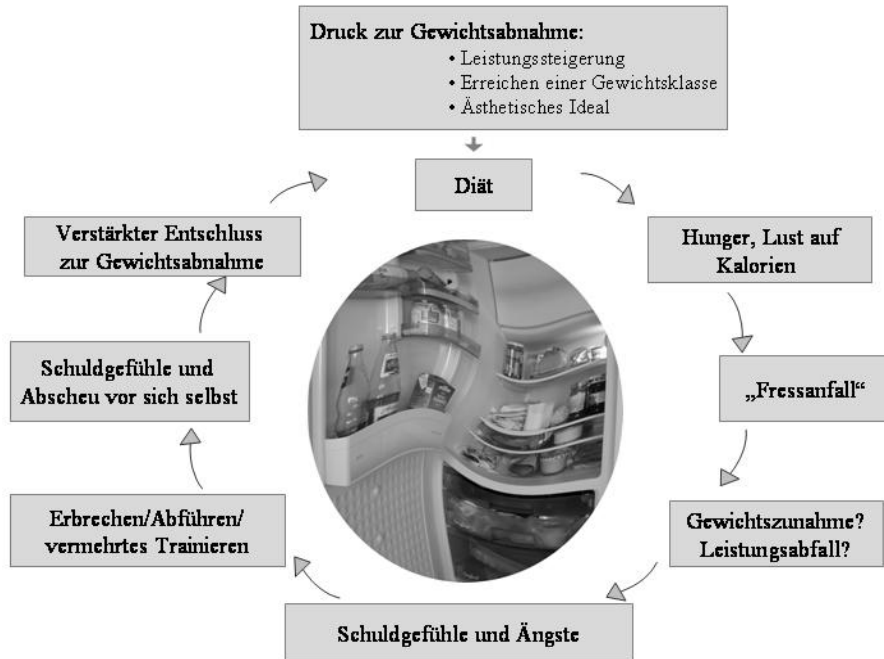 Druck zur Gewichtsabnahme:
• Leistungssteigerung
• Erreichen einer Gewichtsklasse
• Ästhetisches Ideal
Diät
Hunger, Lust auf
Kalorien
„Fressanfall“
Gewichtszunahme?
Leistungsabfall?
Schuldgefühle und Ängste
Erbrechen/Abführen/
vermehrtes Trainieren
Schuldgefühle und
Abscheu vor sich selbst
Verstärkter Entschluss
zur Gewichtsabnahme